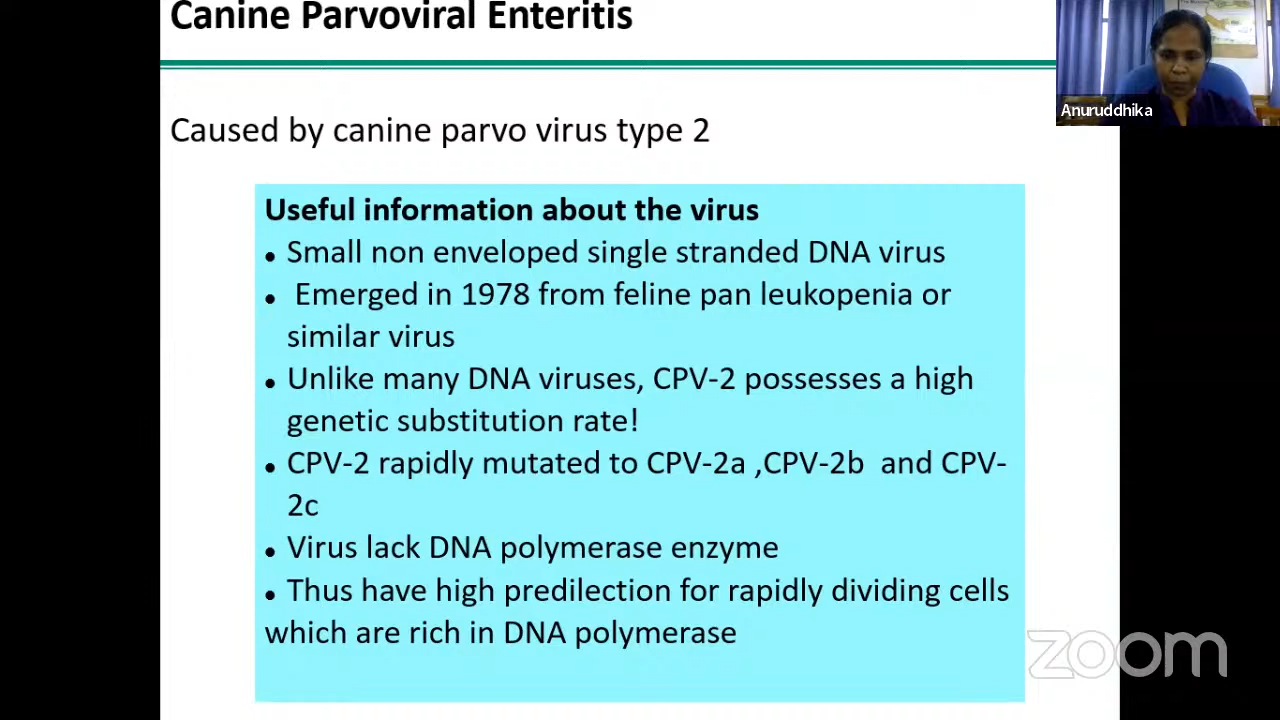 Canine Parvoviral Enteritis
Anuruddhika
Caused by canine parvo virus type 2
Useful information about the virus
• Small non enveloped single stranded DNA virus
• Emerged in 1978 from feline pan leukopenia or
similar virus
• Unlike many DNA viruses, CPV-2 possesses a high
genetic substitution rate!
• CPV-2 rapidly mutated to CPV-2a ,CPV-2b and CPV-
2c
• Virus lack DNA polymerase enzyme
• Thus have high predilection for rapidly dividing cells
which are rich in DNA polymerase
zoom